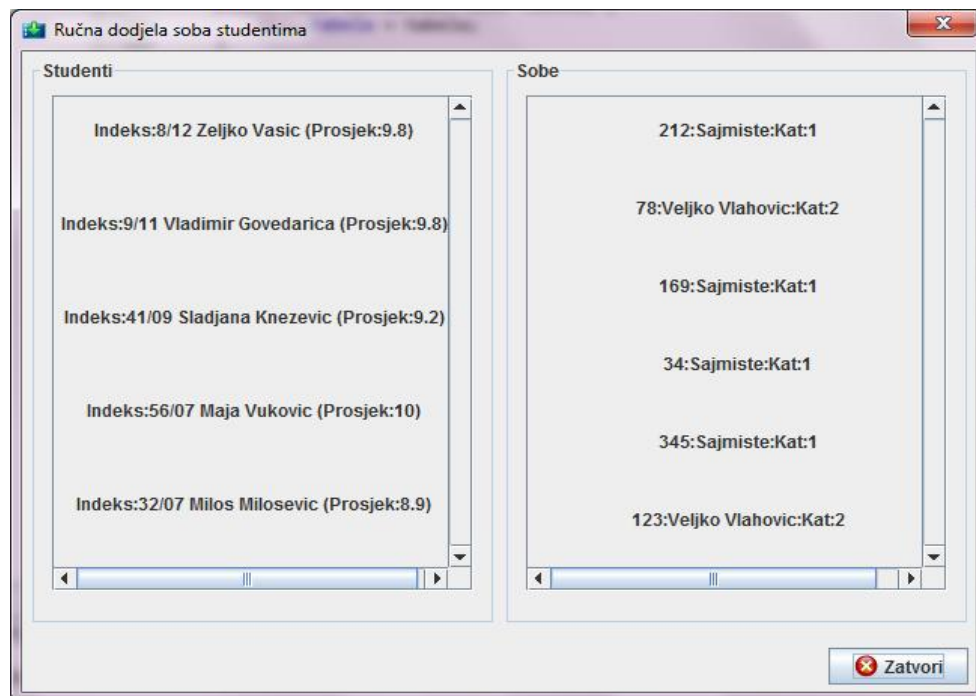 Ručna dodjela soba studentima
Studenti
Indeks:8/12 Zeljko Vasic (Prosjek:9.8)
Indeks:9/11 Vladimir Govedarica (Prosjek:9.8)
Indeks:41/09 Sladjana Knezevic (Prosjek:9.2)
Indeks:56/07 Maja Vukovic (Prosjek:10)
Indeks:32/07 Milos Milosevic (Prosjek:8.9)
Sobe
212:Sajmiste:Kat:1
78:Veljko Vlahovic:Kat:2
169:Sajmiste:Kat:1
34:Sajmiste:Kat:1
345:Sajmiste:Kat:1
123:Veljko Vlahovic:Kat:2
Zatvori